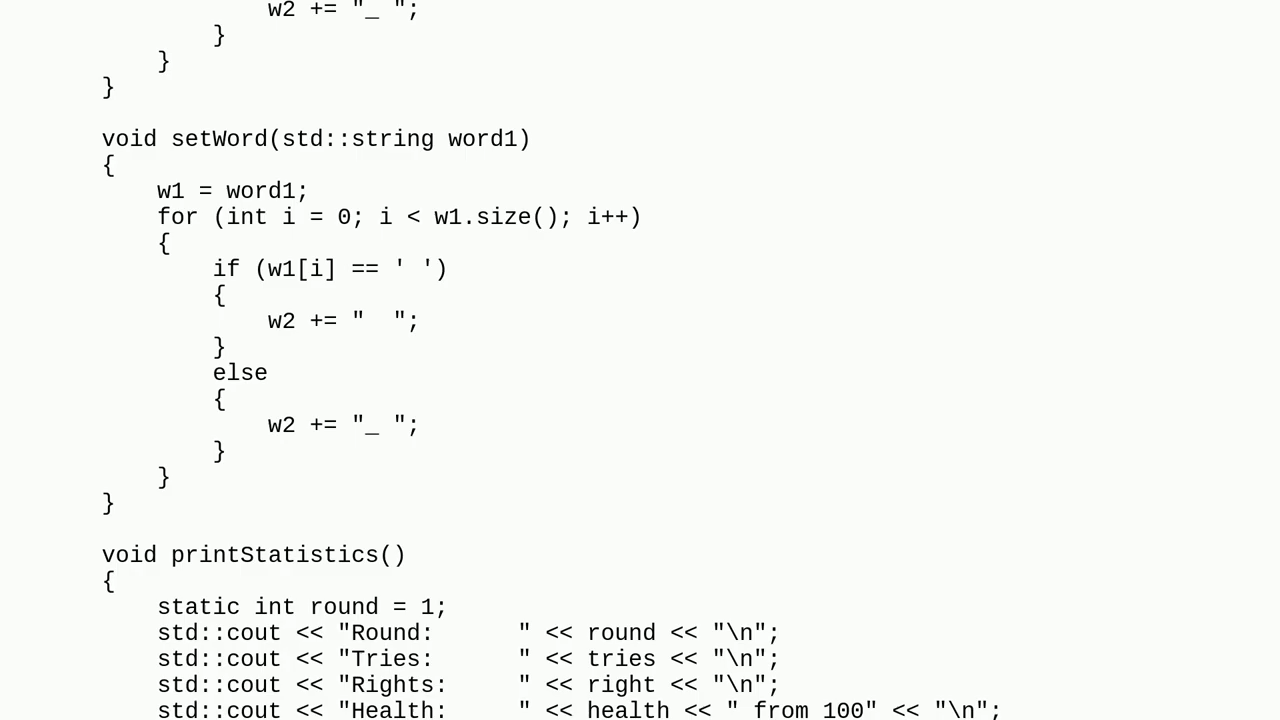 w2 += "_ ";
        }
    }
}

void setWord(std::string word1)
{
    w1 = word1;
    for (int i = 0; i < w1.size(); i++)
    {
        if (w1[i] == ' ')
        {
            w2 += "  ";
        }
        else
        {
            w2 += "_ ";
        }
    }
}

void printStatistics()
{
    static int round = 1;
    std::cout << "Round:      " << round << "\n";
    std::cout << "Tries:      " << tries << "\n";
    std::cout << "Rights:     " << right << "\n";
    std::cout << "Health:     " << health << " from 100" << "\n";